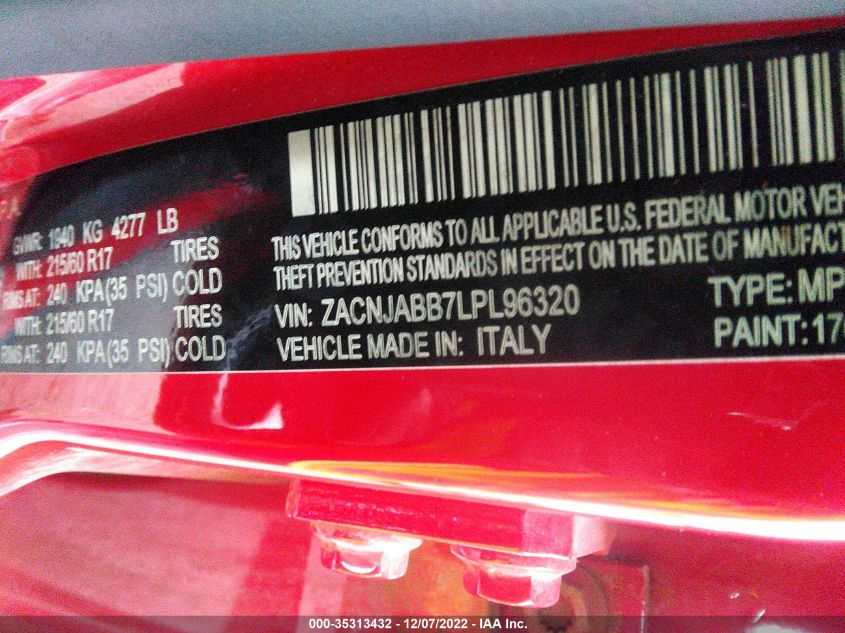 GVWR: 1940 KG 4277 LB
WITH: 215/60 R17 TIRES
RIMS AT: 240 KPA(35 PSI) COLD
WITH: 215/60 R17 TIRES
RIMS AT: 240 KPA(35 PSI) COLD
THIS VEHICLE CONFORMS TO ALL APPLICABLE U.S. FEDERAL MOTOR VEH
THEFT PREVENTION STANDARDS IN EFFECT ON THE DATE OF MANUFACT
VIN: ZACNJABB7LPL96320 TYPE: MP
VEHICLE MADE IN: ITALY PAINT: 17
000-35313432 - 12/07/2022 - IAA Inc.